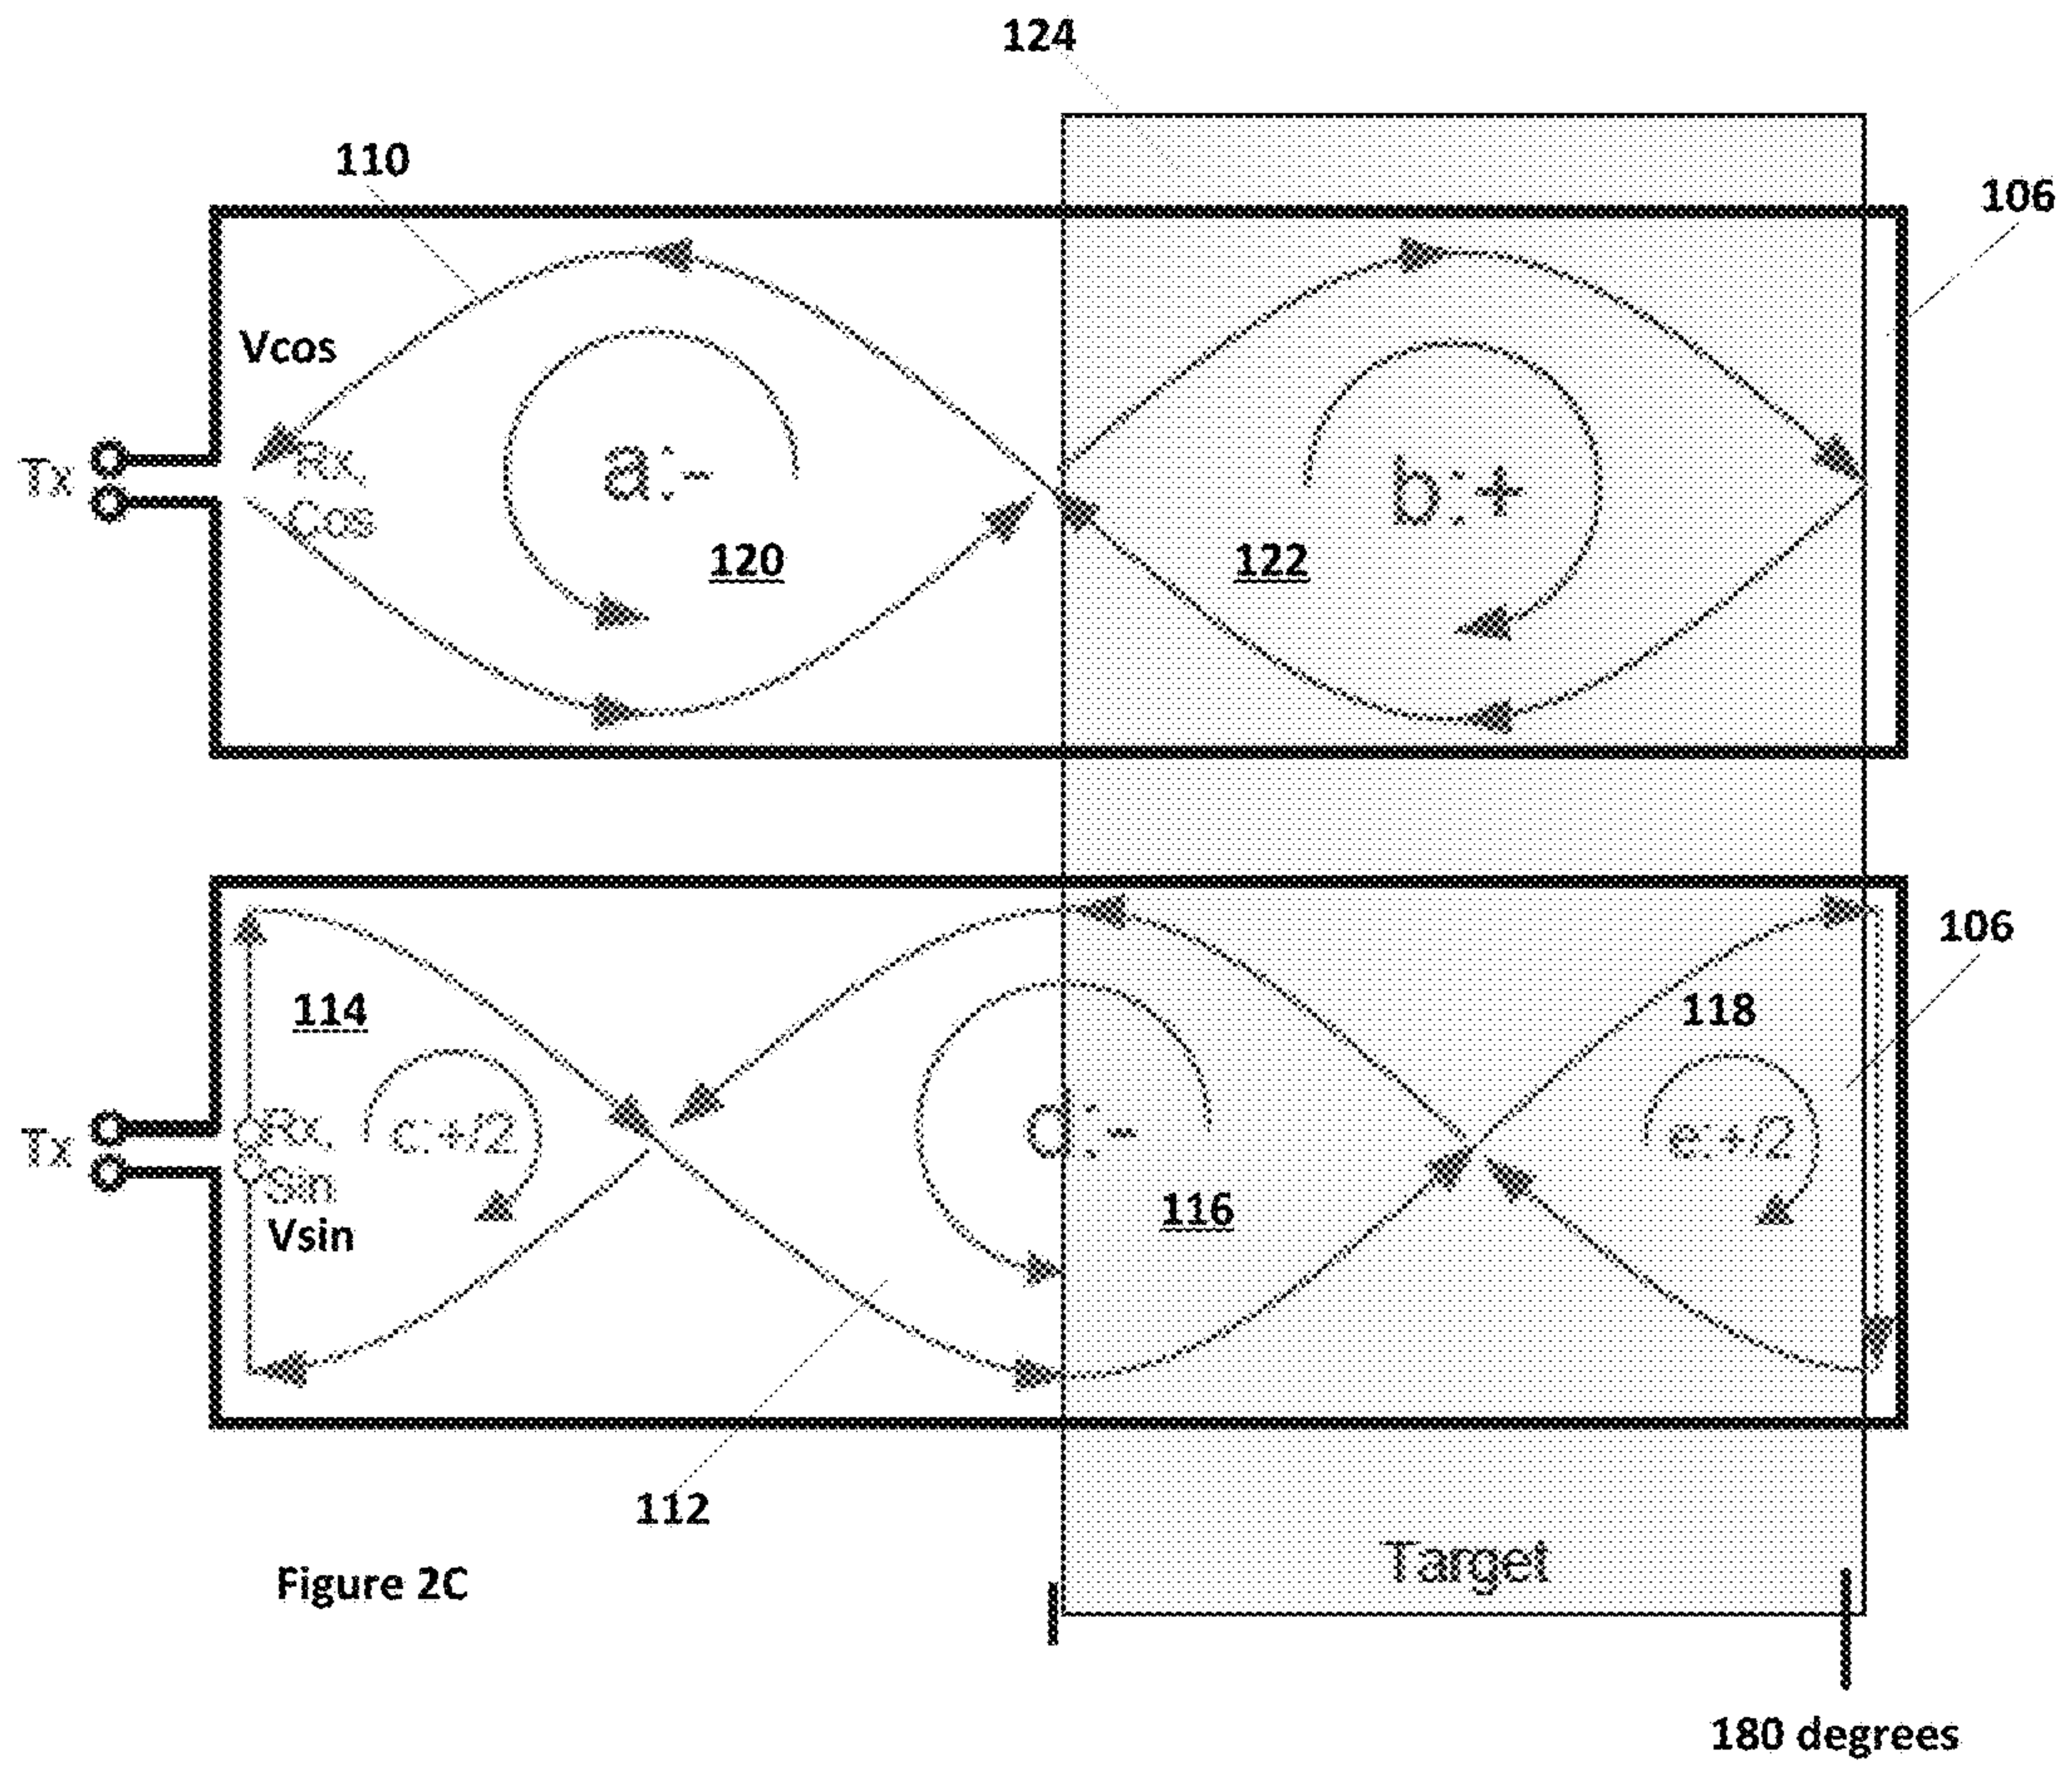 124
110
106
Vcos
Tx
Rx,
Cos
a:-
b:+
120
122
106
114
118
Tx
Rx,
Sin
c:+/2
d:-
e:+/2
116
Vsin
112
Target
Figure 2C
180 degrees